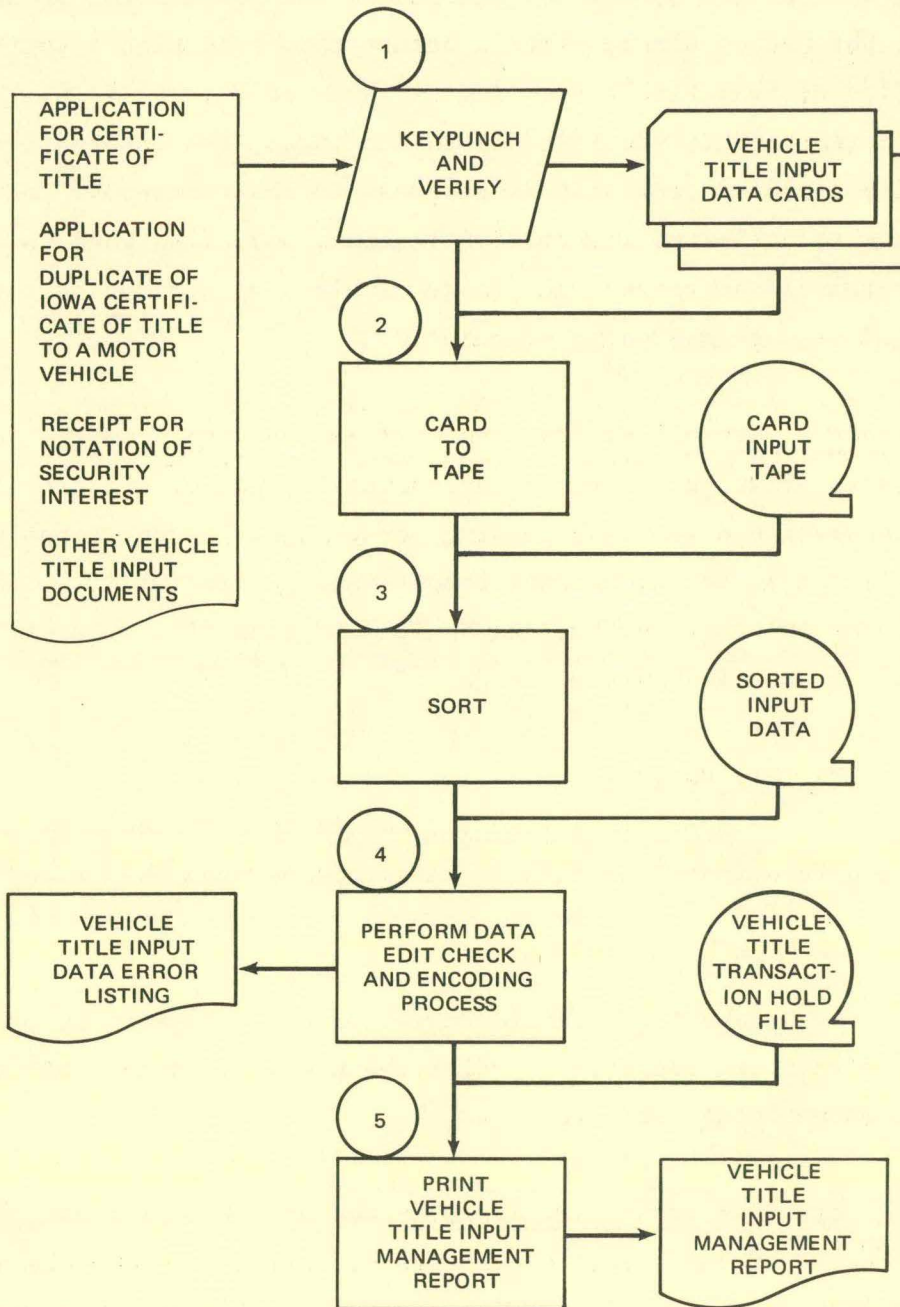 1
APPLICATION
FOR CERTI-
FICATE OF
TITLE
APPLICATION
FOR
DUPLICATE OF
IOWA CERTIFI-
CATE OF TITLE
TO A MOTOR
VEHICLE
RECEIPT FOR
NOTATION OF
SECURITY
INTEREST
OTHER VEHICLE
TITLE INPUT
DOCUMENTS
KEYPUNCH
AND
VERIFY
VEHICLE
TITLE INPUT
DATA CARDS
2
CARD
TO
TAPE
CARD
INPUT
TAPE
3
SORT
SORTED
INPUT
DATA
4
VEHICLE
TITLE INPUT
DATA ERROR
LISTING
PERFORM DATA
EDIT CHECK
AND ENCODING
PROCESS
VEHICLE
TITLE
TRANSACT-
ION HOLD
FILE
5
PRINT
VEHICLE
TITLE INPUT
MANAGEMENT
REPORT
VEHICLE
TITLE
INPUT
MANAGEMENT
REPORT